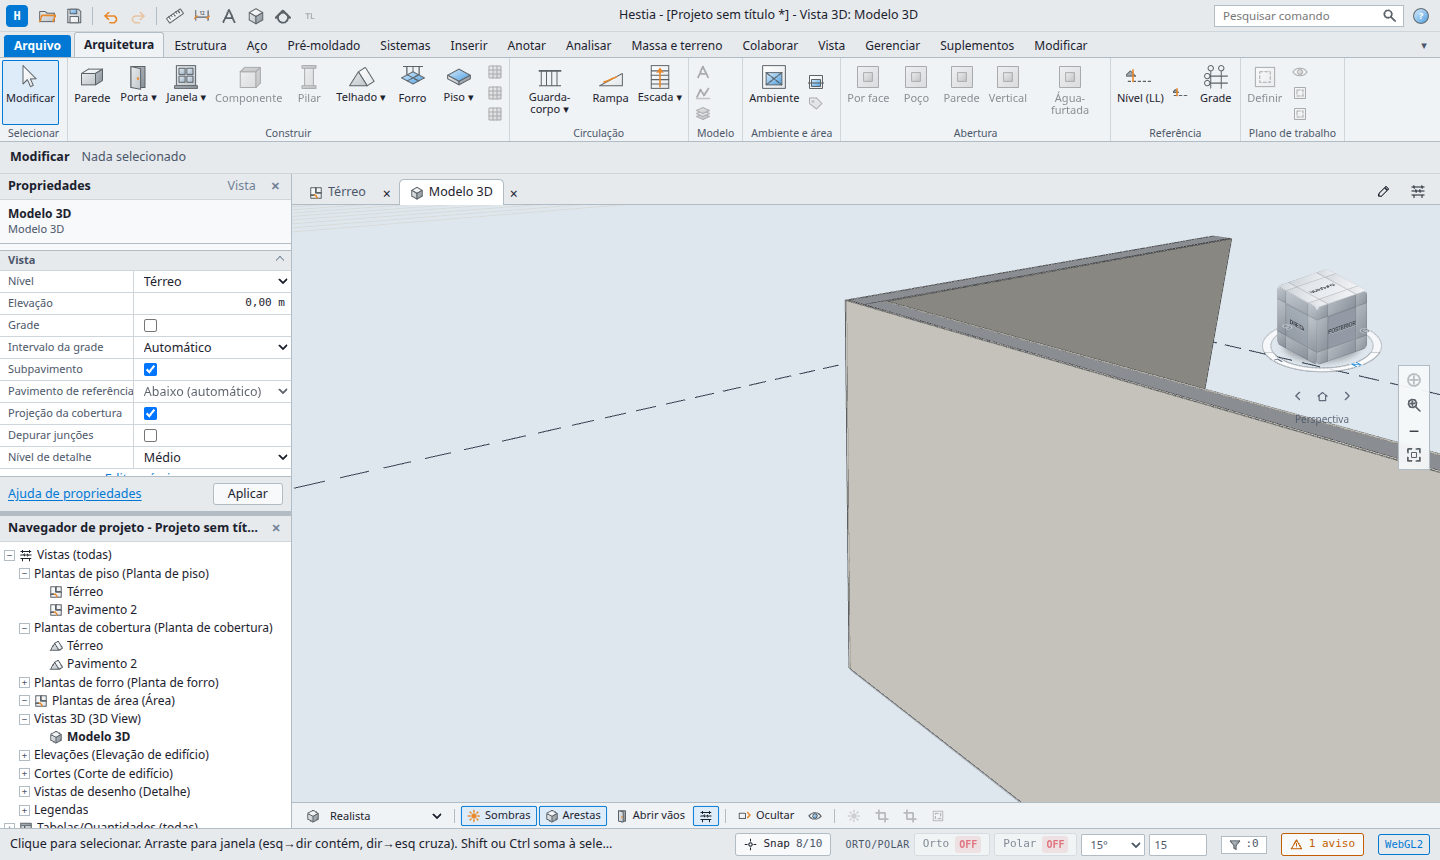 H
TL
Hestia - [Projeto sem título *] - Vista 3D: Modelo 3D
Pesquisar comando
?
Arquivo
Arquitetura
Estrutura
Aço
Pré-moldado
Sistemas
Inserir
Anotar
Analisar
Massa e terreno
Colaborar
Vista
Gerenciar
Suplementos
Modificar
Modificar
Parede
Porta ▾
Janela ▾
Componente
Pilar
Telhado ▾
Forro
Piso ▾
Guarda-
corpo ▾
Rampa
Escada ▾
Ambiente
Por face
Poço
Parede
Vertical
Água-
furtada
Nível (LL)
Grade
Definir
Selecionar
Construir
Circulação
Modelo
Ambiente e área
Abertura
Referência
Plano de trabalho
Modificar Nada selecionado
Propriedades
Vista
Modelo 3D
Modelo 3D
Vista
Nível
Térreo
Elevação
0,00 m
Grade
Intervalo da grade
Automático
Subpavimento
Pavimento de referência
Abaixo (automático)
Projeção da cobertura
Depurar junções
Nível de detalhe
Médio
Ajuda de propriedades
Aplicar
Navegador de projeto - Projeto sem tít...
Vistas (todas)
Plantas de piso (Planta de piso)
Térreo
Pavimento 2
Plantas de cobertura (Planta de cobertura)
Térreo
Pavimento 2
Plantas de forro (Planta de forro)
Plantas de área (Área)
Vistas 3D (3D View)
Modelo 3D
Elevações (Elevação de edifício)
Cortes (Corte de edifício)
Vistas de desenho (Detalhe)
Legendas
Tabelas/Quantidades (todas)
Térreo
Modelo 3D
POSTERIOR
Perspectiva
Realista
Sombras
Arestas
Abrir vãos
Ocultar
Clique para selecionar. Arraste para janela (esq→dir contém, dir→esq cruza). Shift ou Ctrl soma à sele...
Snap 8/10
ORTO/POLAR
Orto OFF
Polar OFF
15°
15
:0
1 aviso
WebGL2